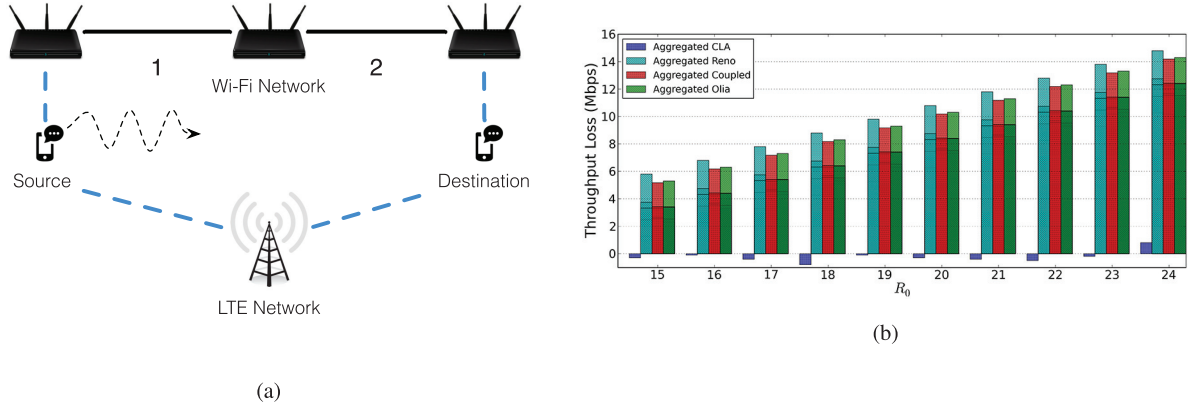 1
2
Wi-Fi Network
Source
Destination
LTE Network
(a)
Throughput Loss (Mbps)
16
14
12
10
8
6
4
2
0
Aggregated CLA
Aggregated Reno
Aggregated Coupled
Aggregated Olia
15 16 17 18 19 20 21 22 23 24
R₀
(b)